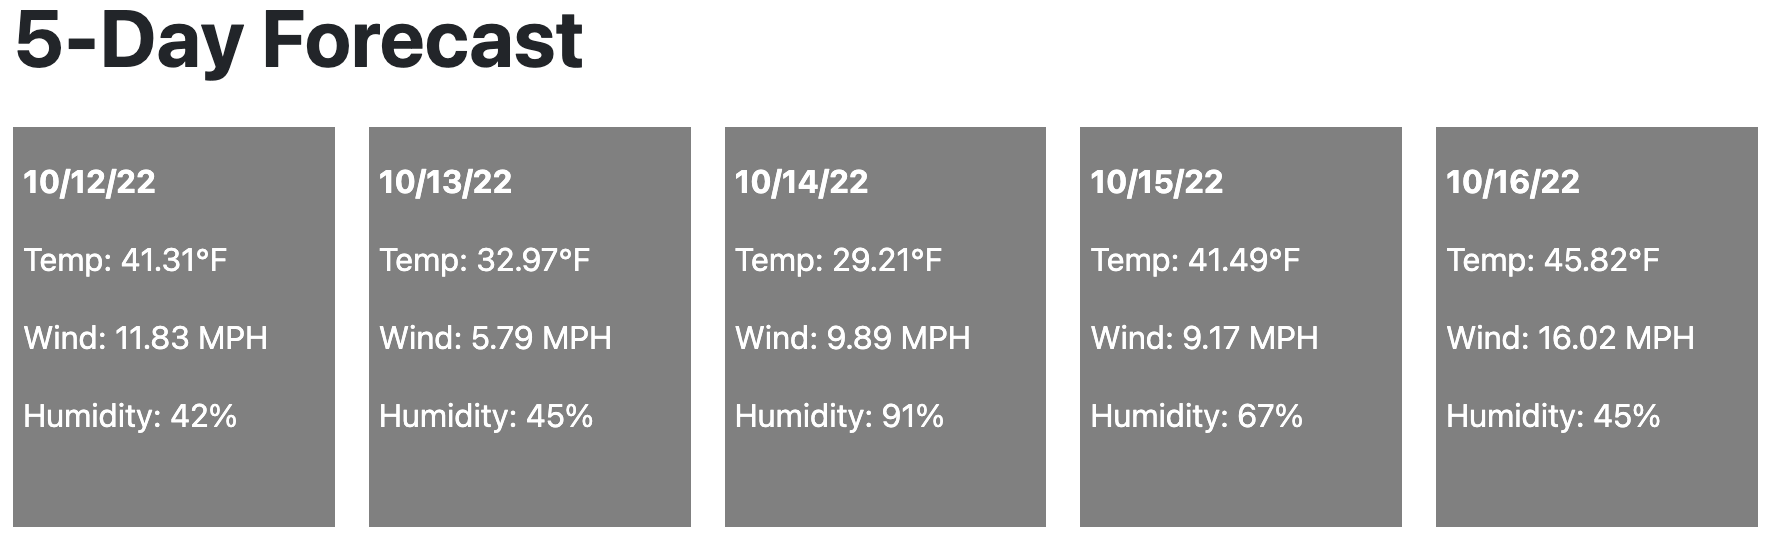 5-Day Forecast
10/12/22
Temp: 41.31°F
Wind: 11.83 MPH
Humidity: 42%
10/13/22
Temp: 32.97°F
Wind: 5.79 MPH
Humidity: 45%
10/14/22
Temp: 29.21°F
Wind: 9.89 MPH
Humidity: 91%
10/15/22
Temp: 41.49°F
Wind: 9.17 MPH
Humidity: 67%
10/16/22
Temp: 45.82°F
Wind: 16.02 MPH
Humidity: 45%